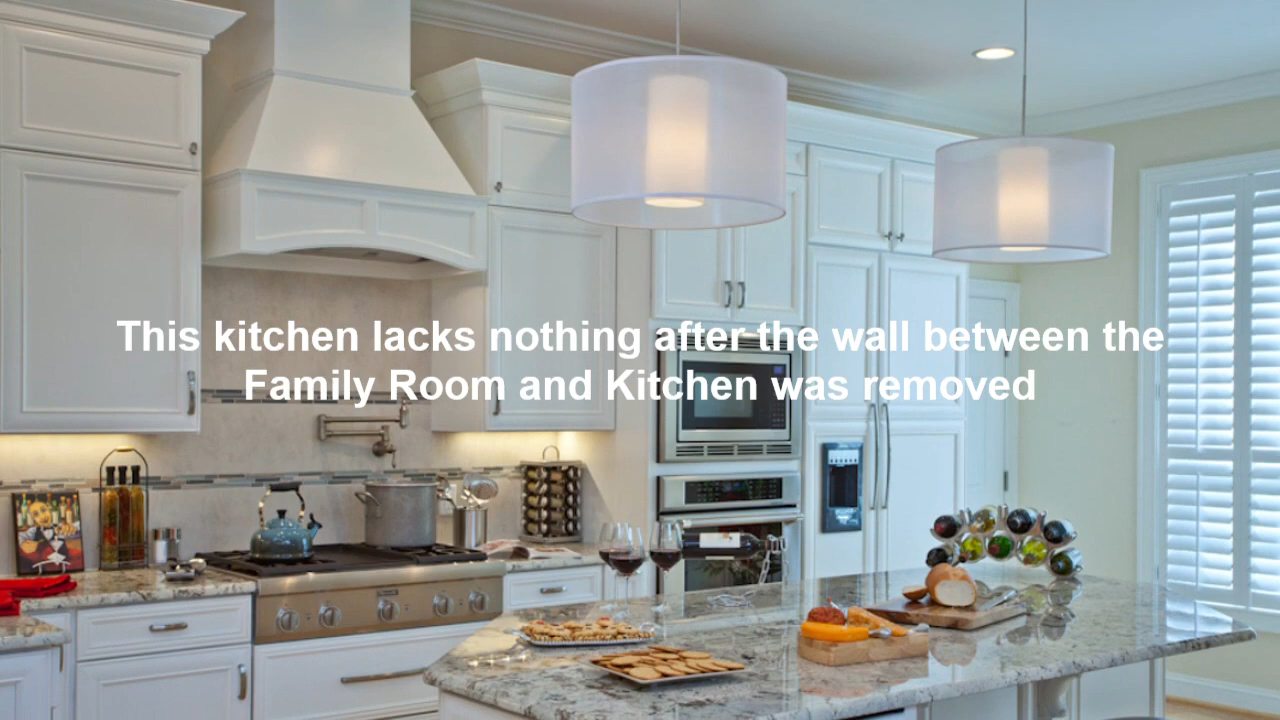 This kitchen lacks nothing after the wall between the
Family Room and Kitchen was removed